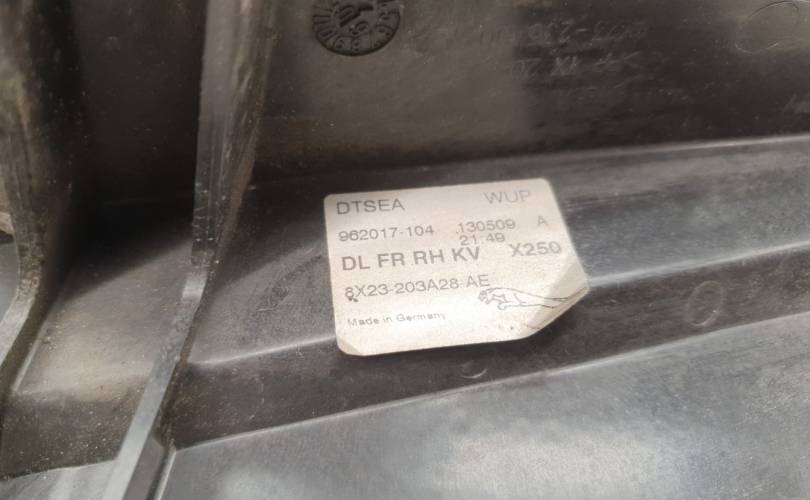 DTSEA WUP
962017-104 130509 A
21:49
DL FR RH KV X250
8X23-203A28-AE
Made in Germany